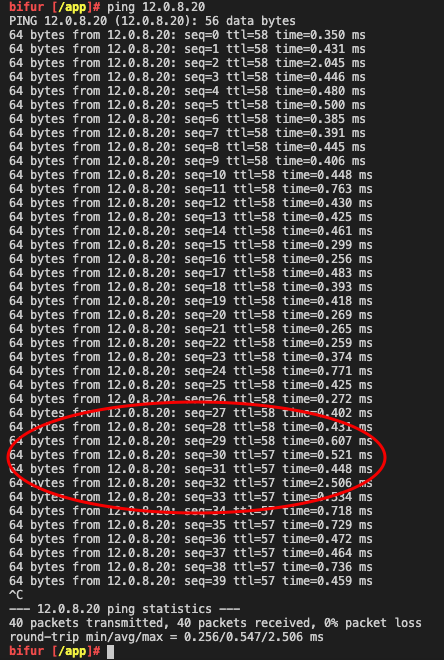 bifur [/app]# ping 12.0.8.20
PING 12.0.8.20 (12.0.8.20): 56 data bytes
64 bytes from 12.0.8.20: seq=0 ttl=58 time=0.350 ms
64 bytes from 12.0.8.20: seq=1 ttl=58 time=0.431 ms
64 bytes from 12.0.8.20: seq=2 ttl=58 time=2.045 ms
64 bytes from 12.0.8.20: seq=3 ttl=58 time=0.446 ms
64 bytes from 12.0.8.20: seq=4 ttl=58 time=0.480 ms
64 bytes from 12.0.8.20: seq=5 ttl=58 time=0.500 ms
64 bytes from 12.0.8.20: seq=6 ttl=58 time=0.385 ms
64 bytes from 12.0.8.20: seq=7 ttl=58 time=0.391 ms
64 bytes from 12.0.8.20: seq=8 ttl=58 time=0.445 ms
64 bytes from 12.0.8.20: seq=9 ttl=58 time=0.406 ms
64 bytes from 12.0.8.20: seq=10 ttl=58 time=0.448 ms
64 bytes from 12.0.8.20: seq=11 ttl=58 time=0.763 ms
64 bytes from 12.0.8.20: seq=12 ttl=58 time=0.430 ms
64 bytes from 12.0.8.20: seq=13 ttl=58 time=0.425 ms
64 bytes from 12.0.8.20: seq=14 ttl=58 time=0.461 ms
64 bytes from 12.0.8.20: seq=15 ttl=58 time=0.299 ms
64 bytes from 12.0.8.20: seq=16 ttl=58 time=0.256 ms
64 bytes from 12.0.8.20: seq=17 ttl=58 time=0.483 ms
64 bytes from 12.0.8.20: seq=18 ttl=58 time=0.393 ms
64 bytes from 12.0.8.20: seq=19 ttl=58 time=0.418 ms
64 bytes from 12.0.8.20: seq=20 ttl=58 time=0.269 ms
64 bytes from 12.0.8.20: seq=21 ttl=58 time=0.265 ms
64 bytes from 12.0.8.20: seq=22 ttl=58 time=0.259 ms
64 bytes from 12.0.8.20: seq=23 ttl=58 time=0.374 ms
64 bytes from 12.0.8.20: seq=24 ttl=58 time=0.771 ms
64 bytes from 12.0.8.20: seq=25 ttl=58 time=0.425 ms
64 bytes from 12.0.8.20: seq=26 ttl=58 time=0.272 ms
64 bytes from 12.0.8.20: seq=27 ttl=58 time=0.402 ms
64 bytes from 12.0.8.20: seq=28 ttl=58 ms
64 bytes from 12.0.8.20: seq=29 ttl=58 time=0.607 ms
64 bytes from 12.0.8.20: seq=30 ttl=57 time=0.521 ms
64 bytes from 12.0.8.20: seq=31 ttl=57 time=0.448 ms
64 bytes from 12.0.8.20: seq=32 ttl=57 time=2.506 ms
64 bytes from 12.0.8.20: seq=33 ttl=57 ms
64 bytes from 12.0.8.20: seq=34 ttl=57 time=0.718 ms
64 bytes from 12.0.8.20: seq=35 ttl=57 time=0.729 ms
64 bytes from 12.0.8.20: seq=36 ttl=57 time=0.472 ms
64 bytes from 12.0.8.20: seq=37 ttl=57 time=0.464 ms
64 bytes from 12.0.8.20: seq=38 ttl=57 time=0.736 ms
64 bytes from 12.0.8.20: seq=39 ttl=57 time=0.459 ms
^C
--- 12.0.8.20 ping statistics ---
40 packets transmitted, 40 packets received, 0% packet loss
round-trip min/avg/max = 0.256/0.547/2.506 ms
bifur [/app]#